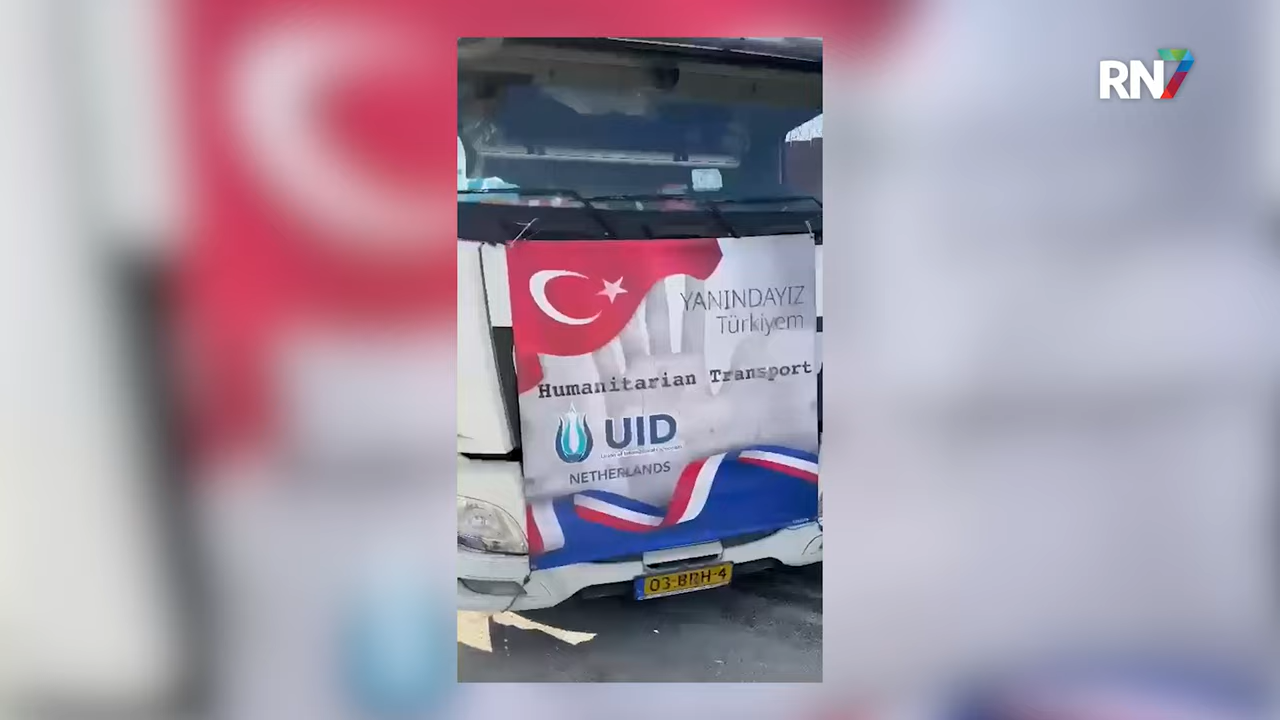 RN7
YANINDAYIZ
Türkiyem
Humanitarian Transport
UID
NETHERLANDS
03-BRH-4